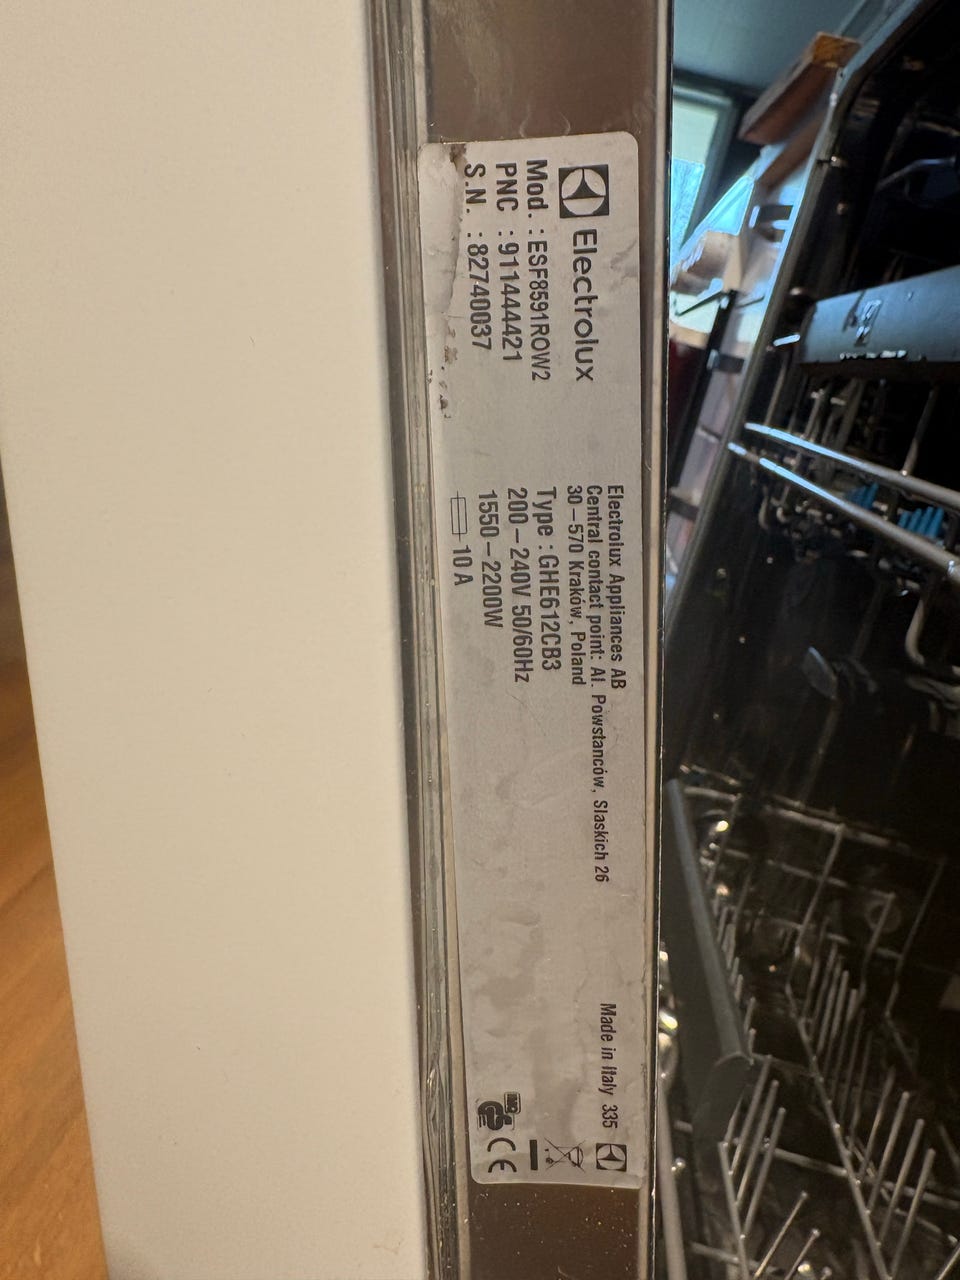 Electrolux
Mod. : ESF8591ROW2
PNC : 911444421
S.N. : 82740037
Electrolux Appliances AB
Central contact point: Al. Powstanców, Slaskich 26
30-570 Kraków, Poland
Type : GHE612CB3
200-240V 50/60Hz
1550-2200W
10 A
Made in Italy 335
CE